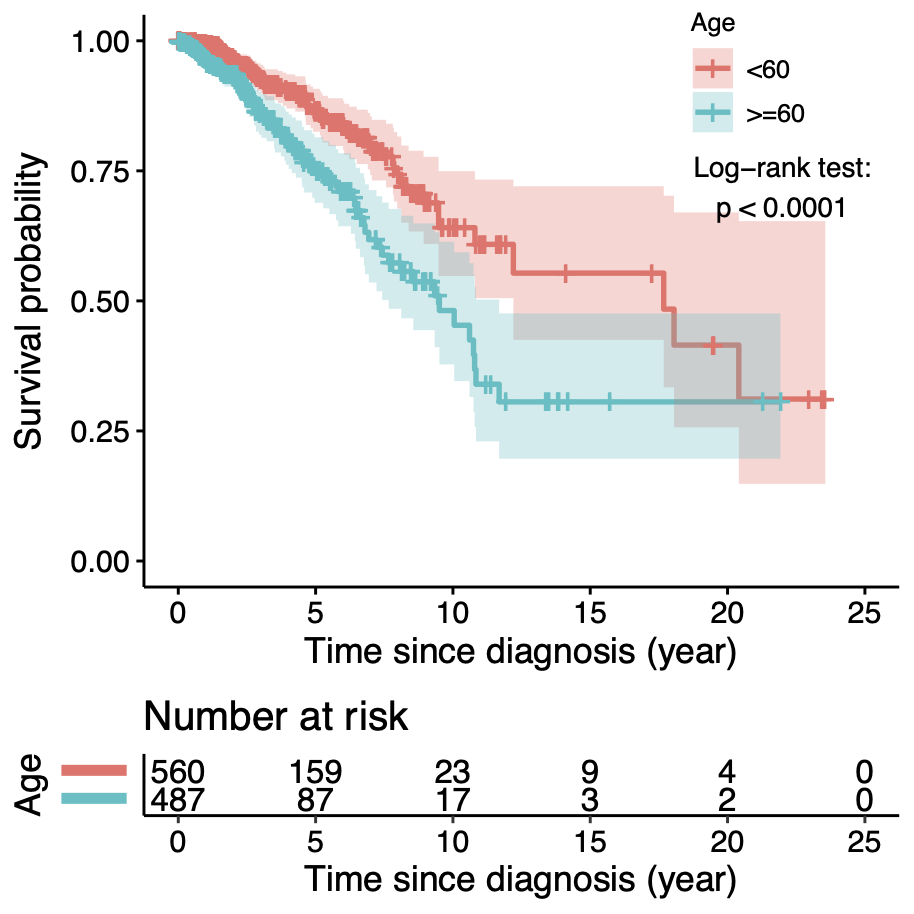 Age
<60
>=60
Log−rank test:
p < 0.0001
Survival probability
1.00
0.75
0.50
0.25
0.00
0 5 10 15 20 25
Time since diagnosis (year)
Number at risk
Age
560 159 23 9 4 0
487 87 17 3 2 0
0 5 10 15 20 25
Time since diagnosis (year)